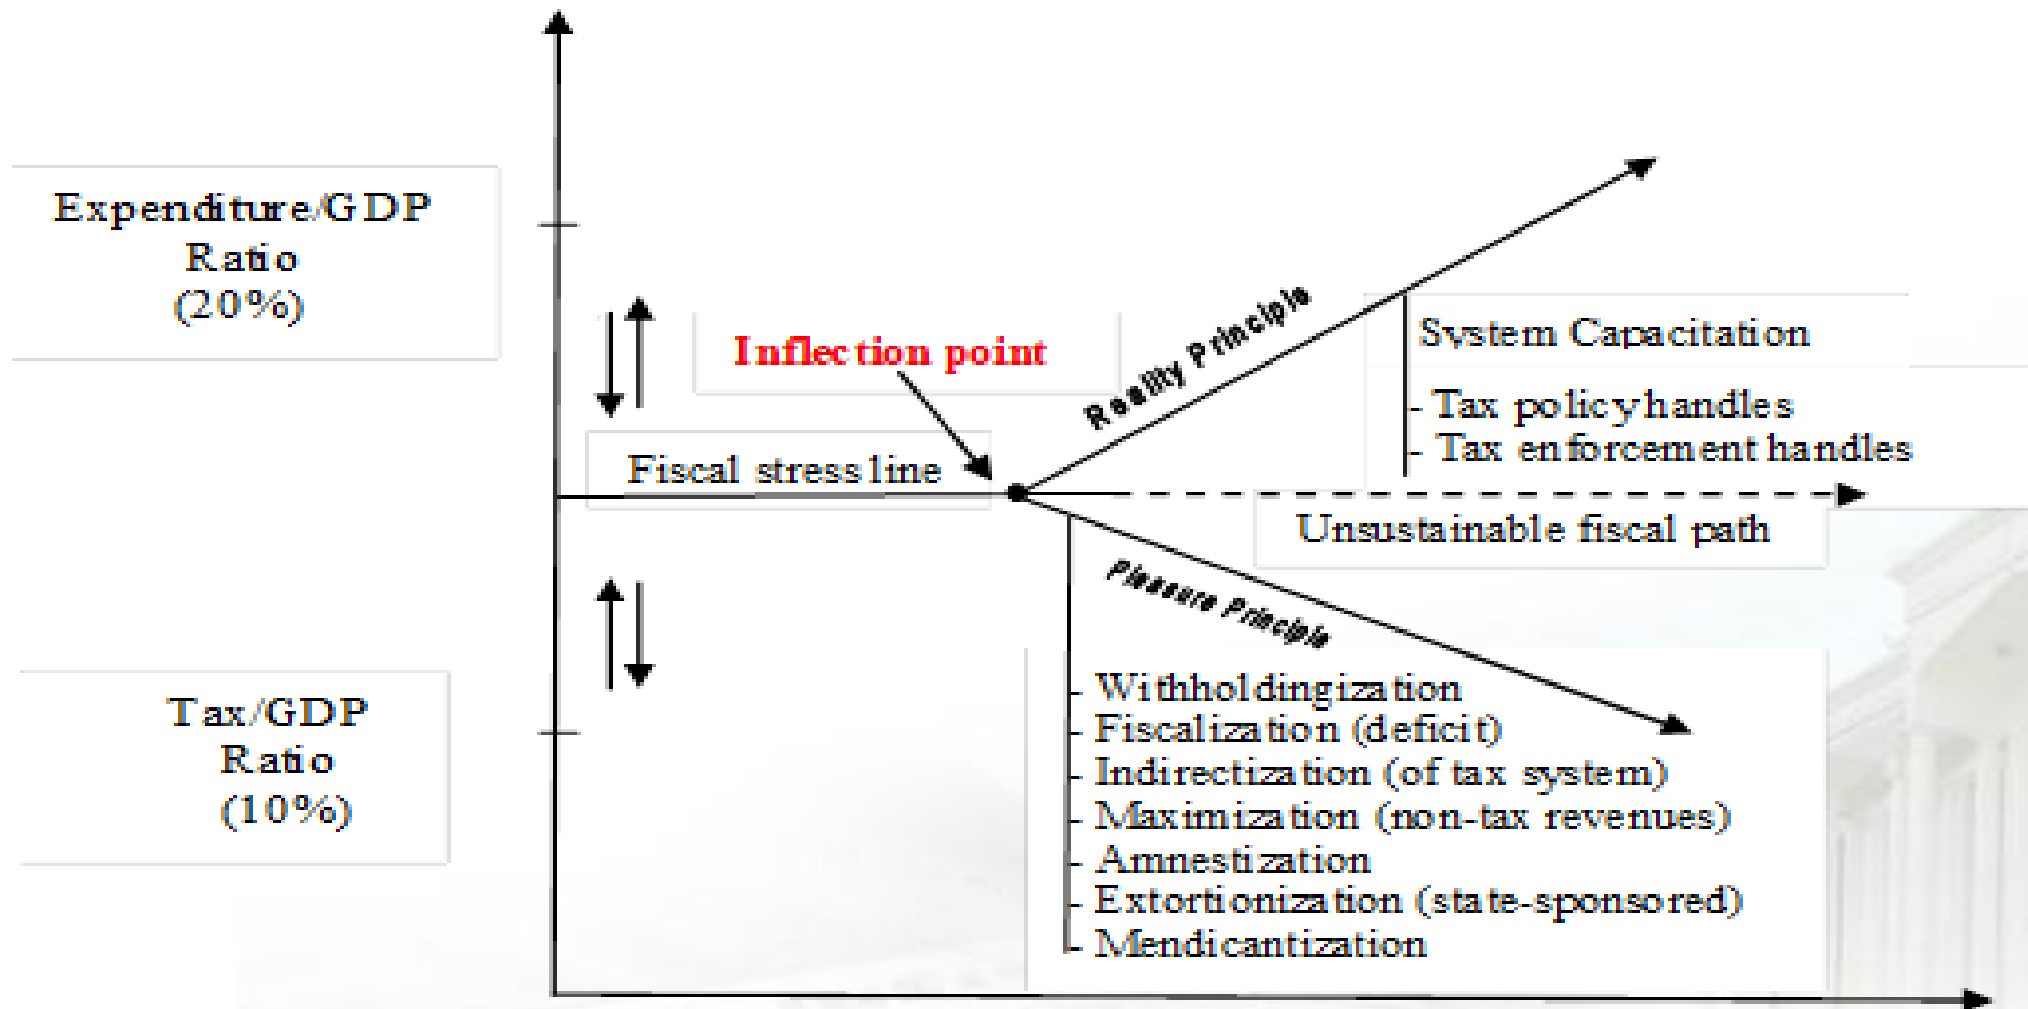 Expenditure/GDP
Ratio
(20%)
Inflection point
Reality Principle
System Capacitation
- Tax policy handles
- Tax enforcement handles
Fiscal stress line
Unsustainable fiscal path
Pleasure Principle
Tax/GDP
Ratio
(10%)
- Withholdingization
- Fiscalization (deficit)
- Indirectization (of tax system)
- Maximization (non-tax revenues)
- Amnestization
- Extortionization (state-sponsored)
- Mendicantization